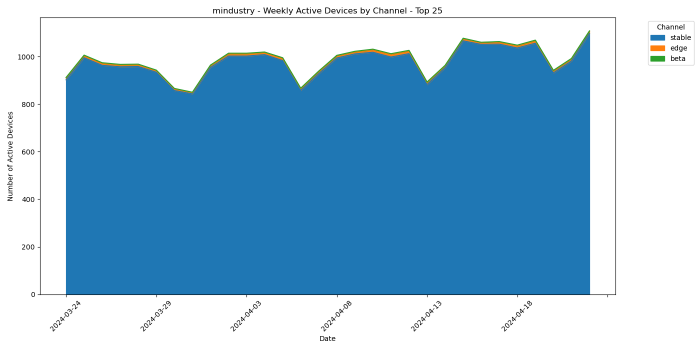 mindustry - Weekly Active Devices by Channel - Top 25
Channel
stable
edge
beta
Number of Active Devices
1000
800
600
400
200
0
2024-03-24
2024-03-29
2024-04-03
2024-04-08
2024-04-13
2024-04-18
Date